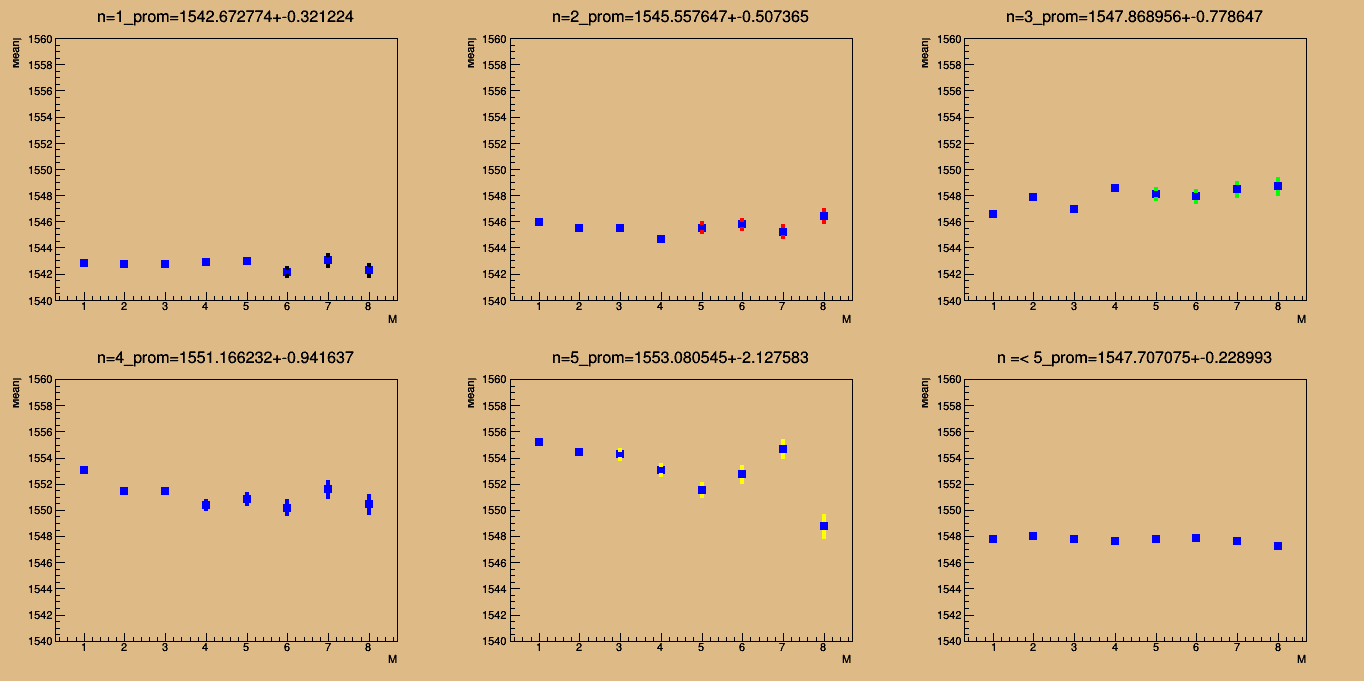 n=1_prom=1542.672774+-0.321224
n=2_prom=1545.557647+-0.507365
n=3_prom=1547.868956+-0.778647
Mean
1560
1558
1556
1554
1552
1550
1548
1546
1544
1542
1540
1 2 3 4 5 6 7 8
M
Mean
1560
1558
1556
1554
1552
1550
1548
1546
1544
1542
1540
1 2 3 4 5 6 7 8
M
Mean
1560
1558
1556
1554
1552
1550
1548
1546
1544
1542
1540
1 2 3 4 5 6 7 8
M
n=4_prom=1551.166232+-0.941637
n=5_prom=1553.080545+-2.127583
n =< 5_prom=1547.707075+-0.228993
Mean
1560
1558
1556
1554
1552
1550
1548
1546
1544
1542
1540
1 2 3 4 5 6 7 8
M
Mean
1560
1558
1556
1554
1552
1550
1548
1546
1544
1542
1540
1 2 3 4 5 6 7 8
M
Mean
1560
1558
1556
1554
1552
1550
1548
1546
1544
1542
1540
1 2 3 4 5 6 7 8
M